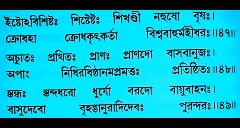 ইষ্টোঽবিশিষ্টঃ শিষ্টেষ্টঃ শিখণ্ডী নহুষো বৃষঃ।
ক্রোধহা ক্রোধকৃৎকর্তা বিশ্ববাহুর্মহীধরঃ॥৪৭॥
অচ্যুতঃ প্রথিতঃ প্রাণঃ প্রাণদো বাসবানুজঃ।
অপাং নিধিরধিষ্ঠানমপ্রমত্তঃ প্রতিষ্ঠিতঃ॥৪৮॥
স্কন্দঃ স্কন্দধরো ধুর্যো বরদো বায়ুবাহনঃ।
বাসুদেবো বৃহদ্ভানুরাদিদেবঃ পুরন্দরঃ॥৪৯॥